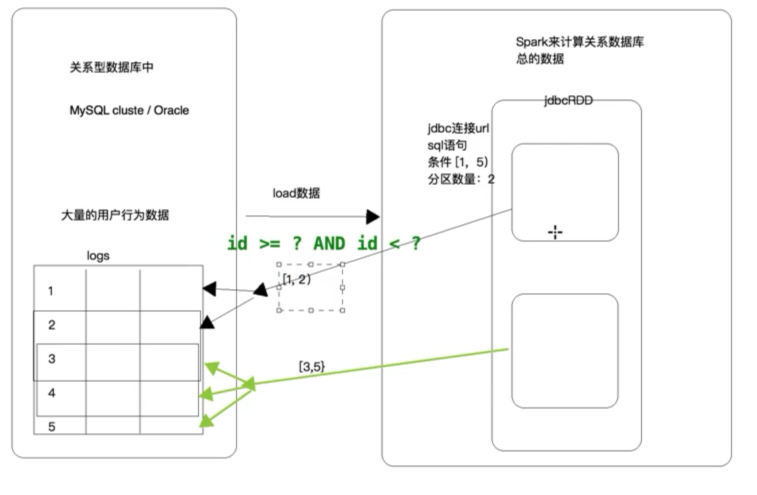 关系型数据库中
MySQL cluste / Oracle
大量的用户行为数据
logs
1
2
3
4
5
load数据
id >= ? AND id < ?
[1, 2)
[3,5}
Spark来计算关系数据库
总的数据
jdbcRDD
jdbc连接url
sql语句
条件 [1，5)
分区数量：2